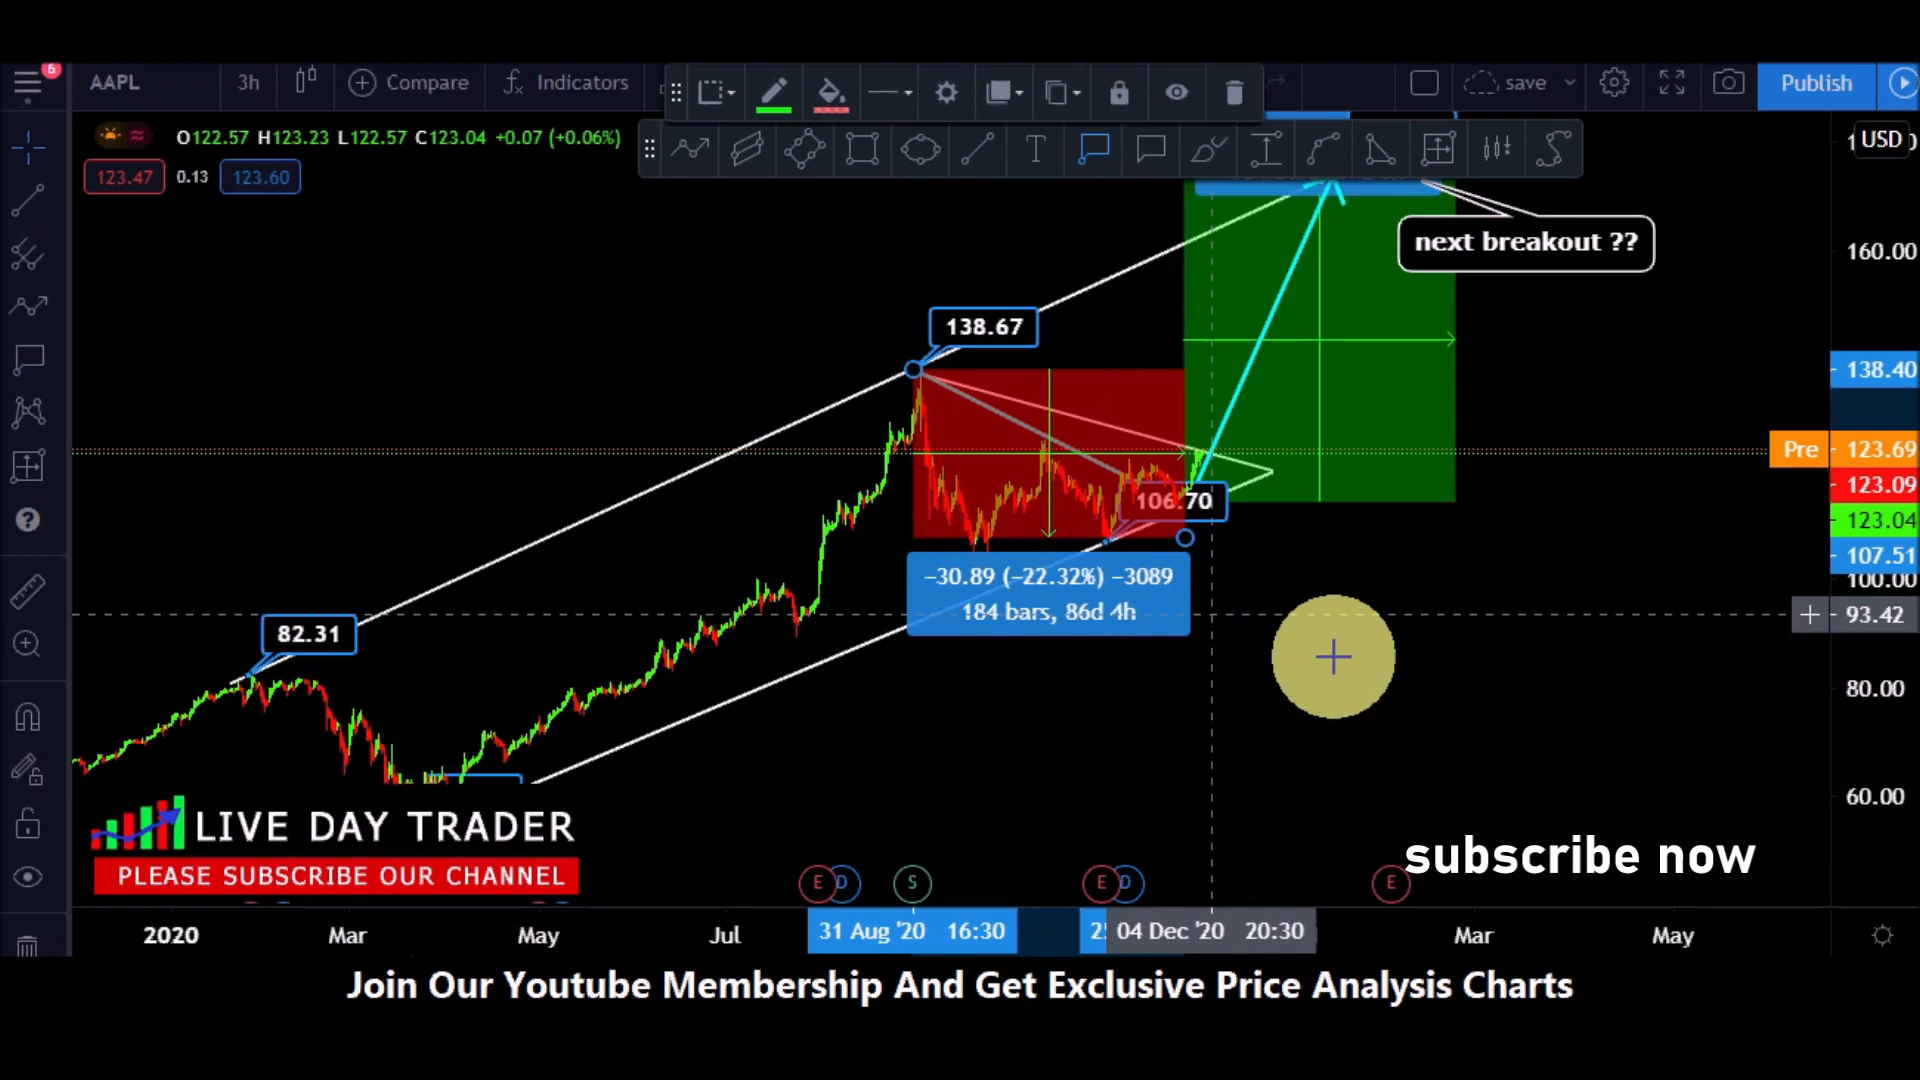 6
AAPL
3h
Compare
Indicators
save
Publish
O122.57 H123.23 L122.57 C123.04 +0.07 (+0.06%)
USD
123.47 0.13 123.60
T
next breakout ??
160.00
138.67
138.40
Pre 123.69
123.09
106.70
123.04
107.51
100.00
−30.89 (−22.32%) −3089
184 bars, 86d 4h
93.42
82.31
80.00
60.00
LIVE DAY TRADER
PLEASE SUBSCRIBE OUR CHANNEL
subscribe now
E D S E D E
2020 Mar May Jul 31 Aug '20 16:30 04 Dec '20 20:30 Mar May
Join Our Youtube Membership And Get Exclusive Price Analysis Charts